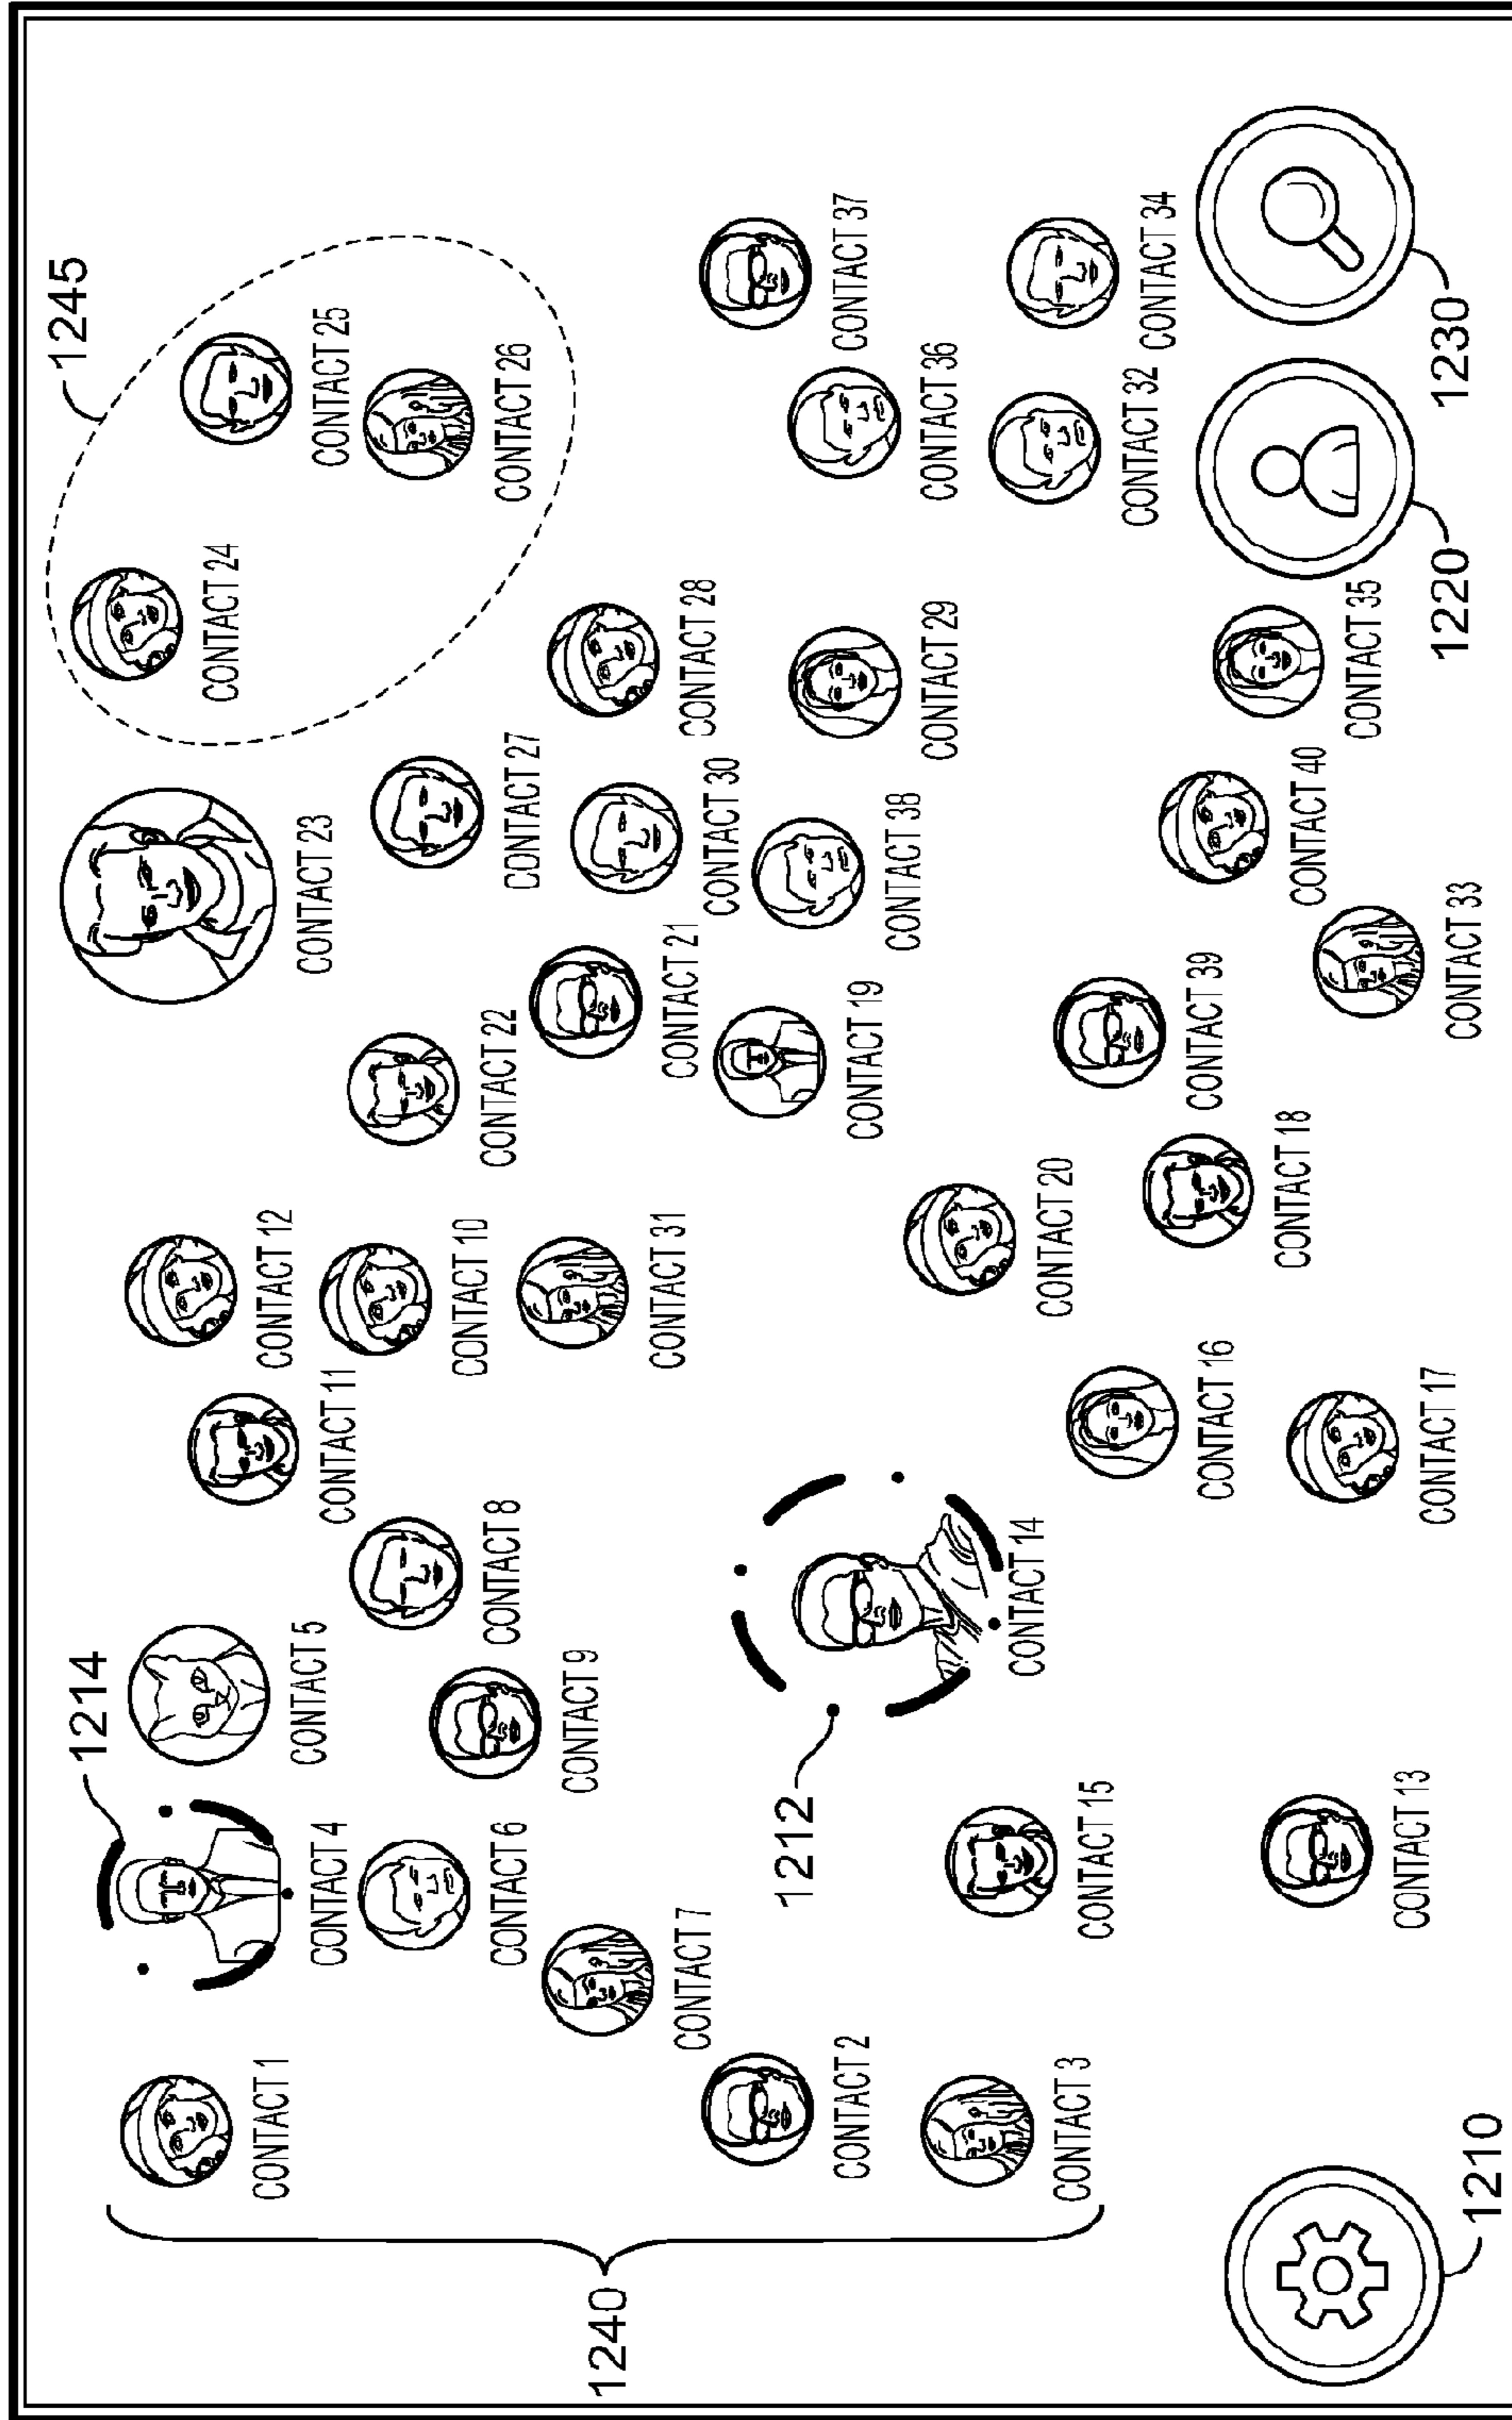 1214
1245
CONTACT 24
CONTACT 1
CONTACT 12
CONTACT 5
CONTACT 23
CONTACT 4
CONTACT 25
CONTACT 11
CONTACT 10
CONTACT 6
CONTACT 8
CONTACT 22
CONTACT 27
CONTACT 26
CONTACT 9
1240
CONTACT 31
CONTACT 21
CONTACT 7
CONTACT 28
CONTACT 30
1212
CONTACT 2
CONTACT 19
CONTACT 37
CONTACT 38
CONTACT 29
CONTACT 36
CONTACT 14
CONTACT 20
CONTACT 3
CONTACT 15
CONTACT 32
CONTACT 34
CONTACT 39
CONTACT 16
CONTACT 18
CONTACT 40
CONTACT 35
CONTACT 13
CONTACT 17
1220
1230
CONTACT 33
1210